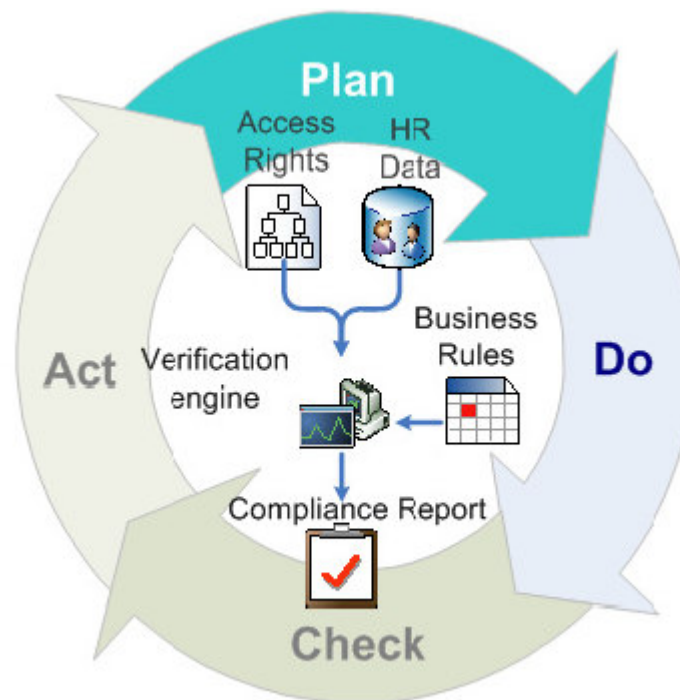 Plan
Access
Rights
HR
Data
Business
Rules
Do
Act
Verification
engine
Compliance Report
Check